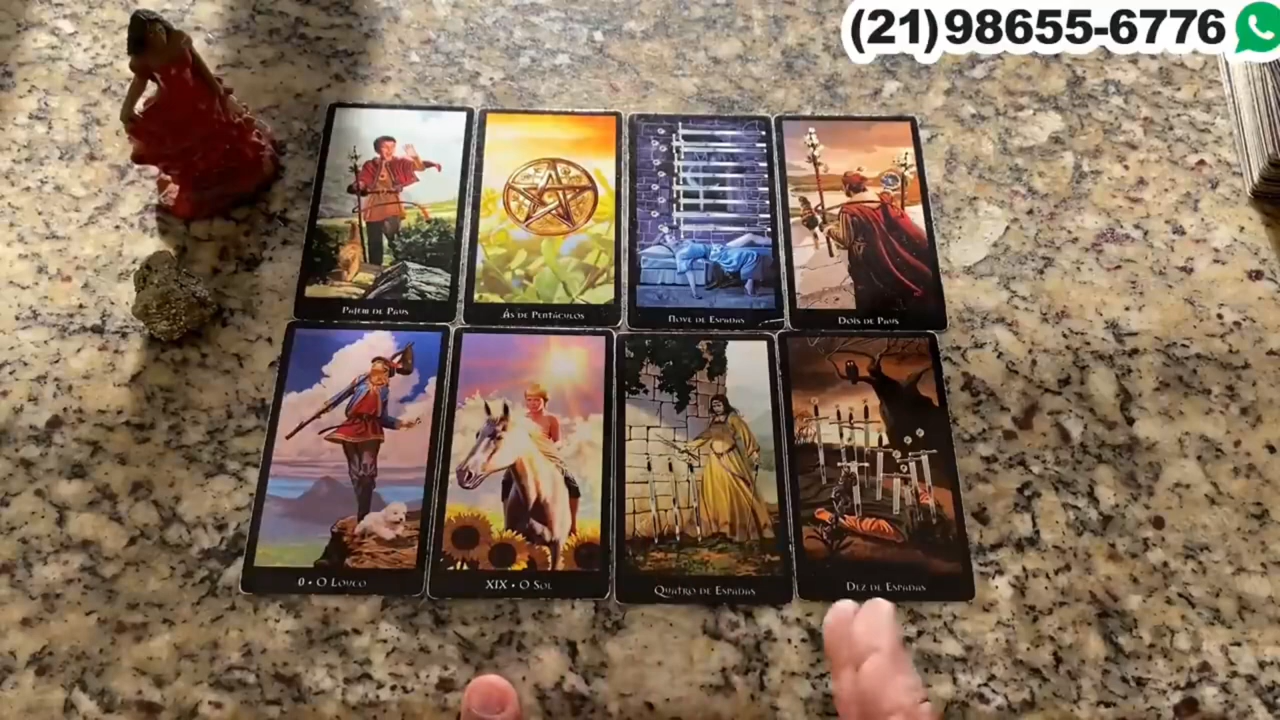 (21)98655-6776
Pajem de Paus
Ás de Pentáculos
Nove de Espadas
Dois de Paus
0 • O Louco
XIX • O Sol
Quatro de Espadas
Dez de Espadas